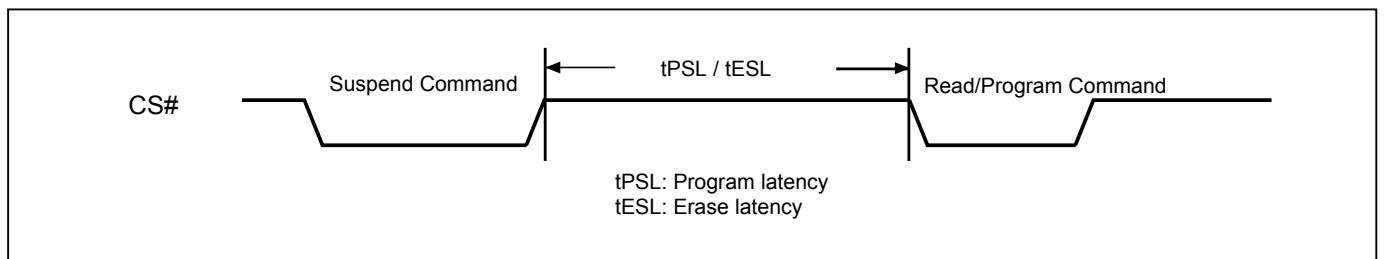 tPSL / tESL
Suspend Command
Read/Program Command
CS#
tPSL: Program latency
tESL: Erase latency